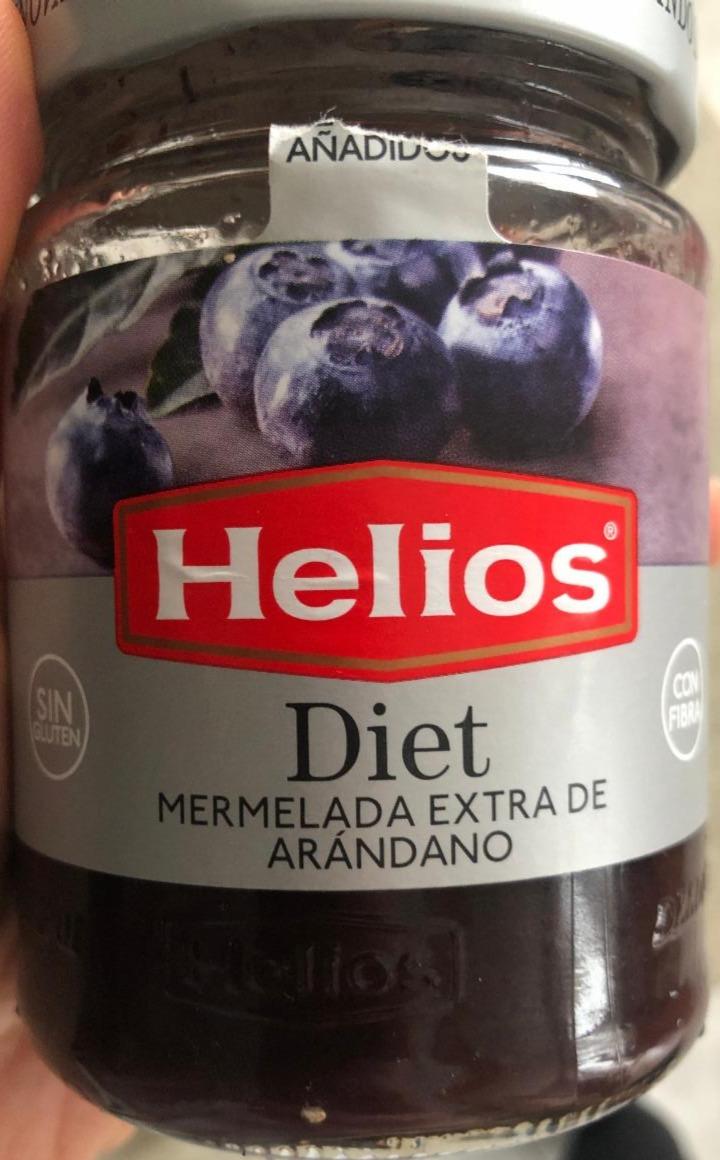 AÑADIDOS
Helios®
SIN
GLUTEN
CON
FIBRA
Diet
MERMELADA EXTRA DE
ARÁNDANO
Helios